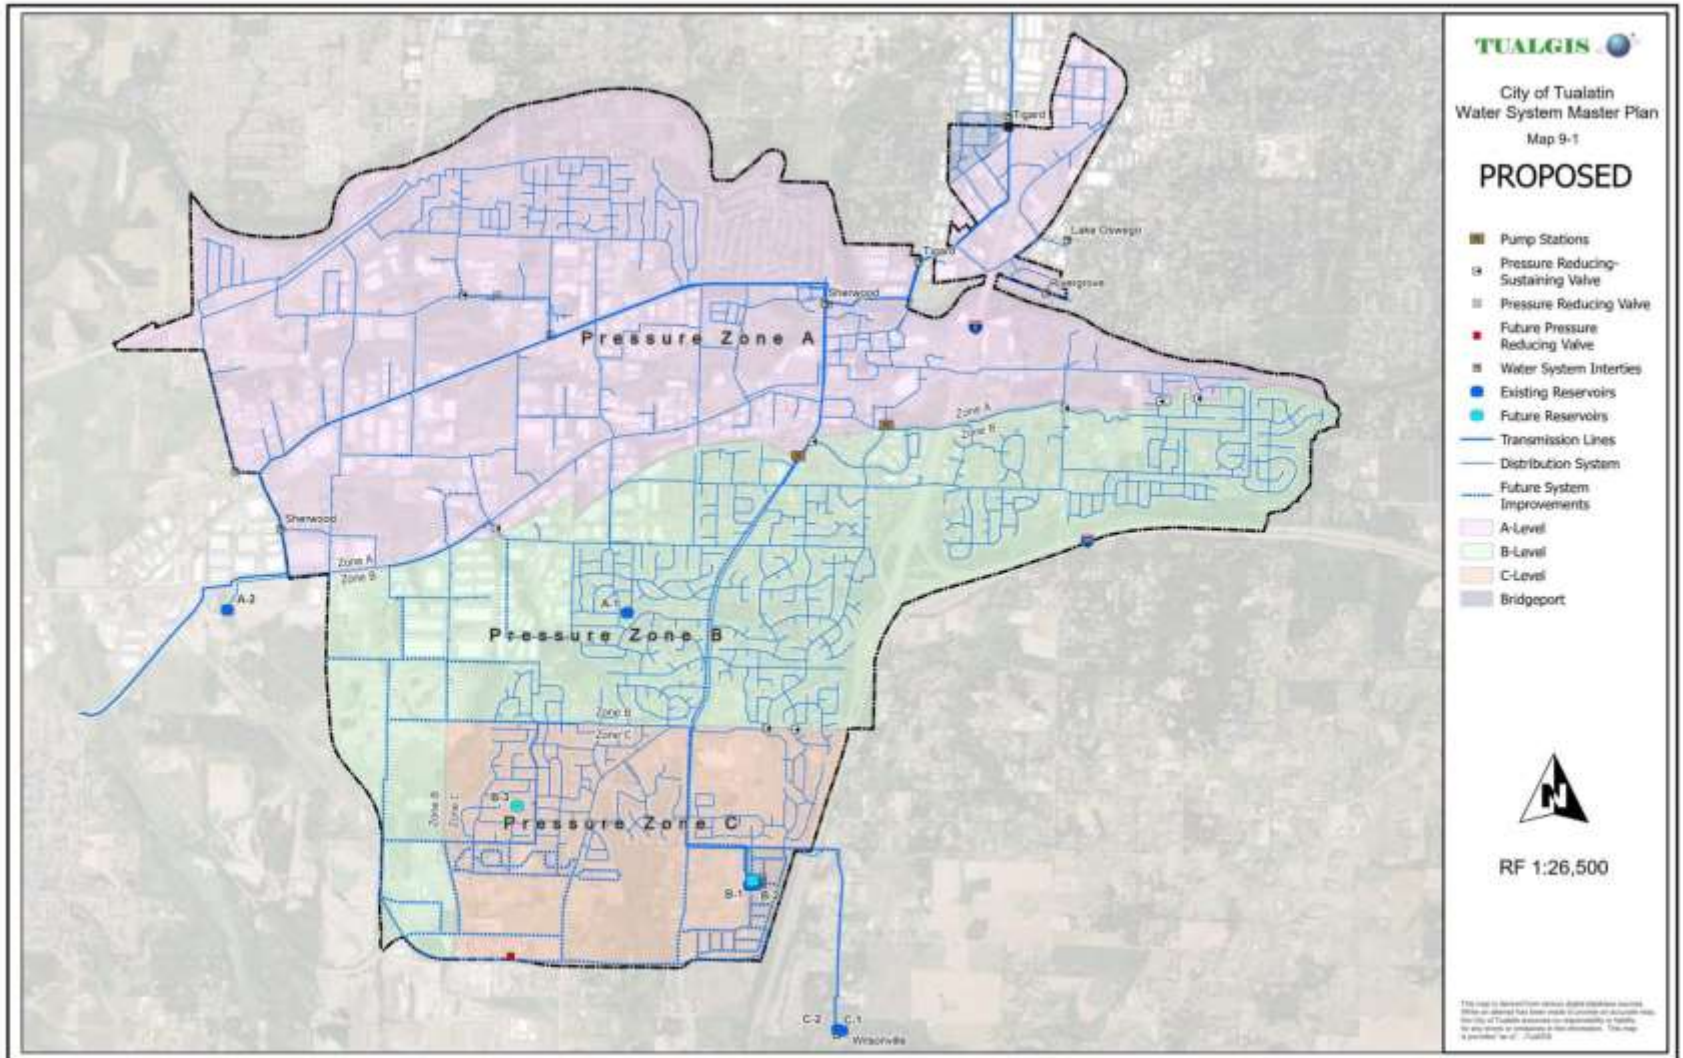 TUALGIS
City of Tualatin
Water System Master Plan
Map 9-1
PROPOSED
Pump Stations
Pressure Reducing-
Sustaining Valve
Pressure Reducing Valve
Future Pressure
Reducing Valve
Water System Interties
Existing Reservoirs
Future Reservoirs
Transmission Lines
Distribution System
Future System
Improvements
A-Level
B-Level
C-Level
Bridgeport
N
RF 1:26,500
Tigard
Lake Oswego
Tigard
Rivergrove
Sherwood
Pressure Zone A
Zone A
Zone B
Sherwood
Zone A
Zone B
A-2
A-1
Pressure Zone B
Zone B
Zone C
Zone B
Zone C
B-3
Pressure Zone C
B-1
B-2
C-2
C-1
Wilsonville